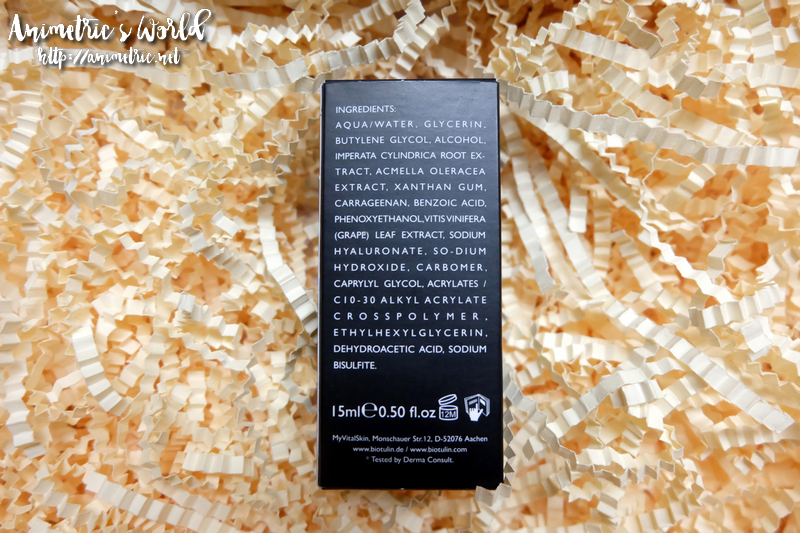 Animetric's World
http://animetric.net
INGREDIENTS:
AQUA/WATER, GLYCERIN,
BUTYLENE GLYCOL, ALCOHOL,
IMPERATA CYLINDRICA ROOT EX-
TRACT, ACMELLA OLERACEA
EXTRACT, XANTHAN GUM,
CARRAGEENAN, BENZOIC ACID,
PHENOXYETHANOL, VITIS VINIFERA
(GRAPE) LEAF EXTRACT, SODIUM
HYALURONATE, SO-DIUM
HYDROXIDE, CARBOMER,
CAPRYLYL GLYCOL, ACRYLATES /
C10-30 ALKYL ACRYLATE
CROSSPOLYMER,
ETHYLHEXYLGLYCERIN,
DEHYDROACETIC ACID, SODIUM
BISULFITE.
15ml℮0.50 fl.oz 12M
MyVitalSkin, Monschauer Str.12, D-52076 Aachen
www.biotulin.de / www.biotulin.com
* Tested by Derma Consult.